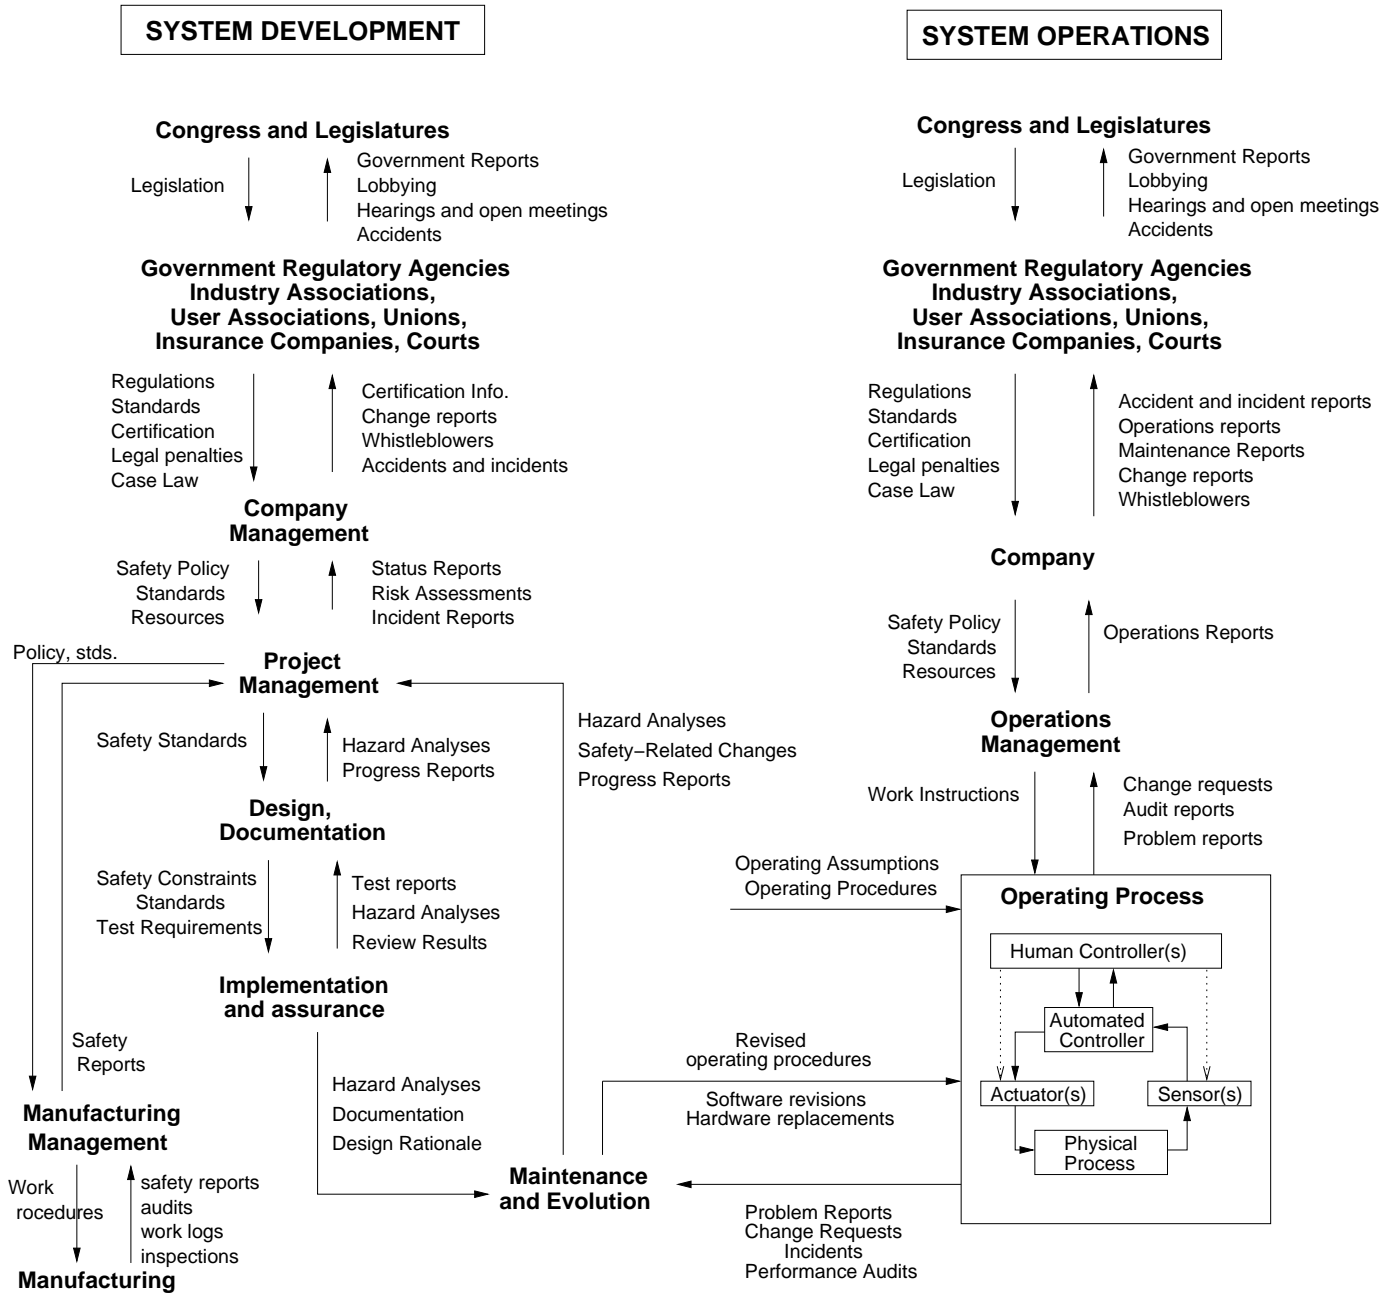 SYSTEM DEVELOPMENT
Congress and Legislatures
Legislation
Government Reports
Lobbying
Hearings and open meetings
Accidents
Government Regulatory Agencies
Industry Associations,
User Associations, Unions,
Insurance Companies, Courts
Regulations
Standards
Certification
Legal penalties
Case Law
Certification Info.
Change reports
Whistleblowers
Accidents and incidents
Company
Management
Safety Policy
Standards
Resources
Status Reports
Risk Assessments
Incident Reports
Policy, stds.
Project
Management
Safety Standards
Hazard Analyses
Progress Reports
Hazard Analyses
Safety−Related Changes
Progress Reports
Design,
Documentation
Safety Constraints
Standards
Test Requirements
Test reports
Hazard Analyses
Review Results
Implementation
and assurance
Safety
Reports
Hazard Analyses
Documentation
Design Rationale
Manufacturing
Management
Work
rocedures
safety reports
audits
work logs
inspections
Manufacturing
Maintenance
and Evolution
SYSTEM OPERATIONS
Congress and Legislatures
Legislation
Government Reports
Lobbying
Hearings and open meetings
Accidents
Government Regulatory Agencies
Industry Associations,
User Associations, Unions,
Insurance Companies, Courts
Regulations
Standards
Certification
Legal penalties
Case Law
Accident and incident reports
Operations reports
Maintenance Reports
Change reports
Whistleblowers
Company
Safety Policy
Standards
Resources
Operations Reports
Operations
Management
Work Instructions
Change requests
Audit reports
Problem reports
Operating Assumptions
Operating Procedures
Operating Process
Human Controller(s)
Automated
Controller
Actuator(s)
Sensor(s)
Physical
Process
Revised
operating procedures
Software revisions
Hardware replacements
Problem Reports
Change Requests
Incidents
Performance Audits